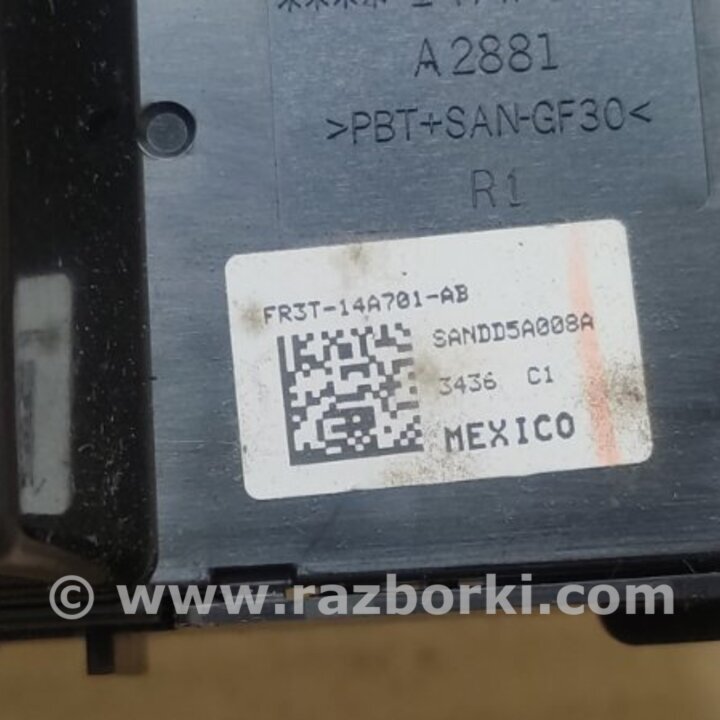 A2881
>PBT+SAN-GF30<
R1
FR3T-14A701-AB
SANDD5A008A
3436 C1
MEXICO
© www.razborki.com